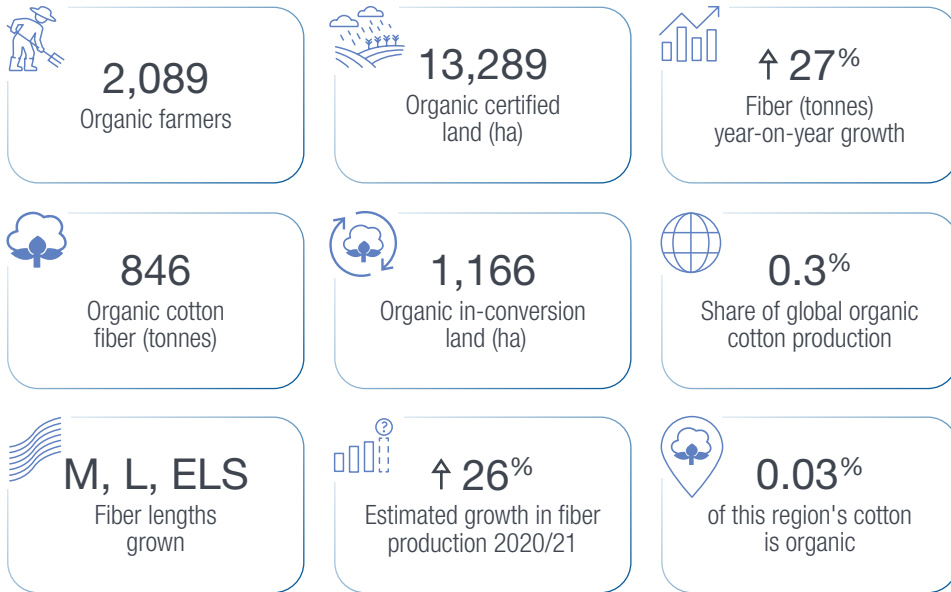 2,089
Organic farmers
13,289
Organic certified
land (ha)
27%
Fiber (tonnes)
year-on-year growth
846
Organic cotton
fiber (tonnes)
1,166
Organic in-conversion
land (ha)
0.3%
Share of global organic
cotton production
M, L, ELS
Fiber lengths
grown
?
26%
Estimated growth in fiber
production 2020/21
0.03%
of this region's cotton
is organic